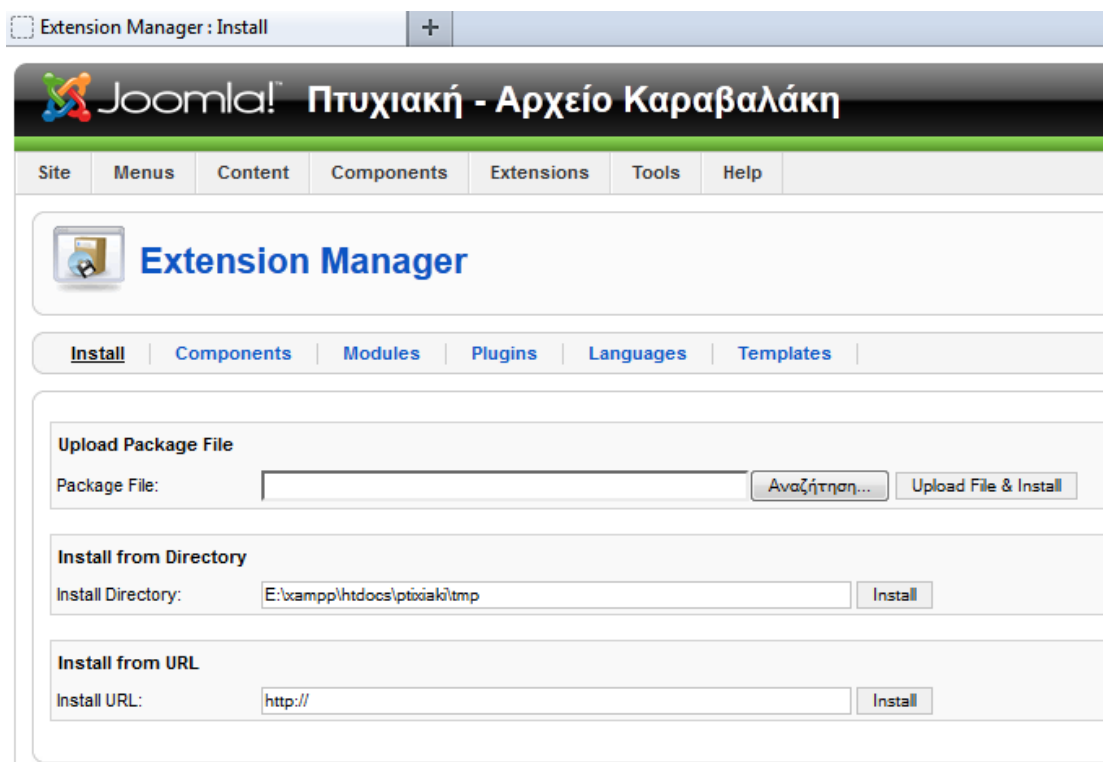 Extension Manager : Install +
Joomla!™ Πτυχιακή - Αρχείο Καραβαλάκη
Site Menus Content Components Extensions Tools Help
Extension Manager
Install Components Modules Plugins Languages Templates
Upload Package File
Package File: Αναζήτηση... Upload File & Install
Install from Directory
Install Directory: E:\xampp\htdocs\ptixiaki\tmp Install
Install from URL
Install URL: http:// Install